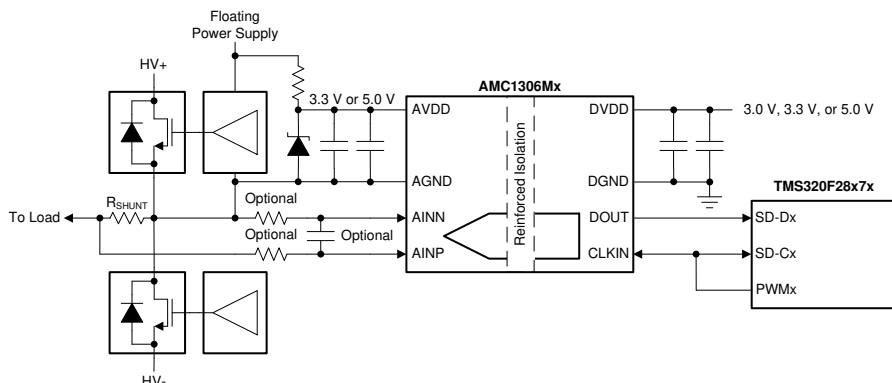 Floating
Power Supply
HV+
AMC1306Mx
3.3 V or 5.0 V
AVDD
DVDD
3.0 V, 3.3 V, or 5.0 V
Reinforced Isolation
AGND
DGND
TMS320F28x7x
Optional
To Load
RSHUNT
AINN
DOUT
SD-Dx
Optional
Optional
AINP
CLKIN
SD-Cx
PWMx
HV-